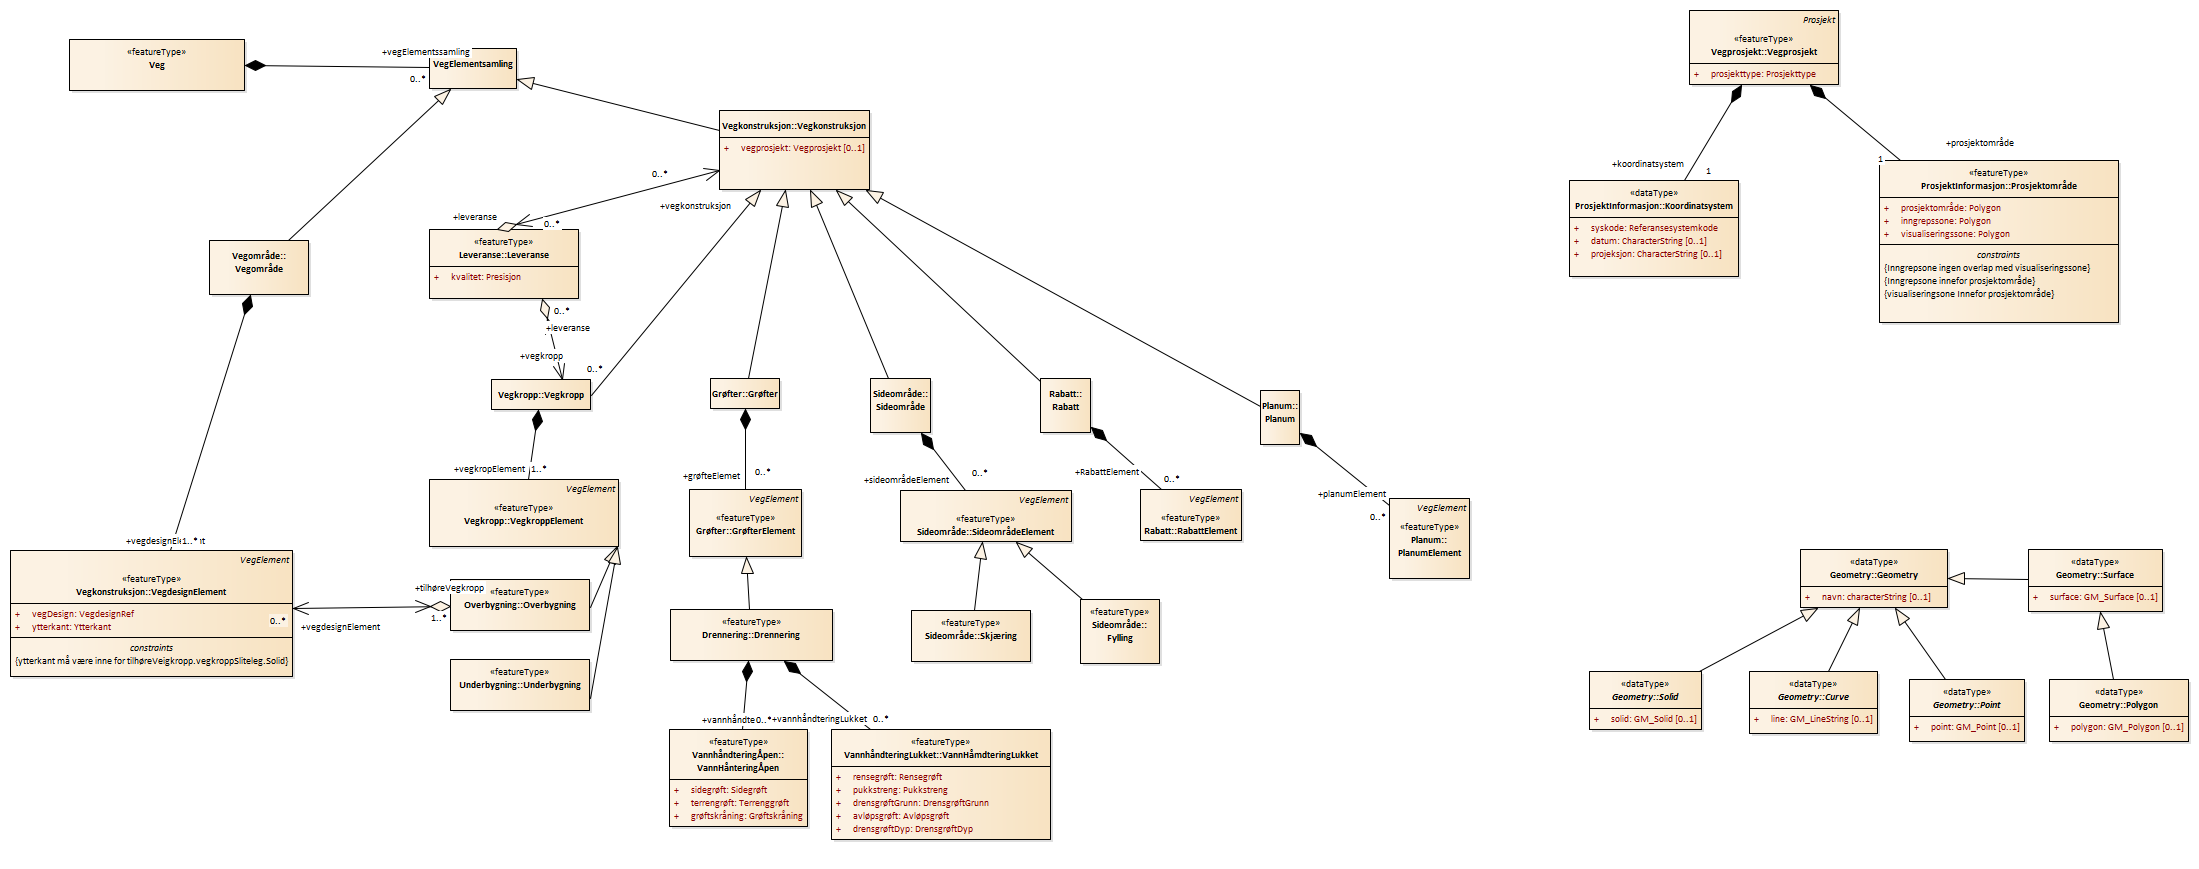 «featureType»
Veg
+vegElementssamling
0..*
VegElementsamling
Vegkonstruksjon::Vegkonstruksjon
+ vegprosjekt: Vegprosjekt [0..1]
0..*
+vegkonstruksjon
+leveranse
0..*
«featureType»
Leveranse::Leveranse
+ kvalitet: Presisjon
Vegområde::
Vegområde
0..*
+leveranse
+vegkropp
0..*
Vegkropp::Vegkropp
Grøfter::Grøfter
Sideområde::
Sideområde
Rabatt::
Rabatt
Planum::
Planum
+vegkropElement
1..*
+grøfteElemet
0..*
+sideområdeElement
0..*
+RabattElement
0..*
+planumElement
0..*
VegElement
«featureType»
Vegkropp::VegkroppElement
VegElement
«featureType»
Grøfter::GrøfterElement
VegElement
«featureType»
Sideområde::SideområdeElement
VegElement
«featureType»
Rabatt::RabattElement
VegElement
«featureType»
Planum::
PlanumElement
1..*
VegElement
«featureType»
Vegkonstruksjon::VegdesignElement
+ vegDesign: VegdesignRef
+ ytterkant: Ytterkant
0..*
constraints
{ytterkant må være inne for tilhøreVeigkropp.vegkroppSliteleg.Solid}
+tilhøreVegkropp
1..*
+vegdesignElement
«featureType»
Overbygning::Overbygning
«featureType»
Underbygning::Underbygning
«featureType»
Drennering::Drennering
«featureType»
Sideområde::Skjæring
«featureType»
Sideområde::
Fylling
+vannhåndte
0..*
+vannhåndteringLukket
0..*
«featureType»
VannhåndteringÅpen::
VannHånteringÅpen
+ sidegrøft: Sidegrøft
+ terrengrøft: Terrenggrøft
+ grøftskråning: Grøftskråning
«featureType»
VannhåndteringLukket::VannHåmdteringLukket
+ rensegrøft: Rensegrøft
+ pukkstreng: Pukkstreng
+ drensgrøftGrunn: DrensgrøftGrunn
+ avløpsgrøft: Avløpsgrøft
+ drensgrøftDyp: DrensgrøftDyp
Prosjekt
«featureType»
Vegprosjekt::Vegprosjekt
+ prosjekttype: Prosjekttype
+koordinatsystem
1
+prosjektområde
1
«dataType»
ProsjektInformasjon::Koordinatsystem
+ syskode: Referansesystemkode
+ datum: CharacterString [0..1]
+ projeksjon: CharacterString [0..1]
«featureType»
ProsjektInformasjon::Prosjektområde
+ prosjektområde: Polygon
+ inngrepssone: Polygon
+ visualiseringssone: Polygon
constraints
{Inngrepsone ingen overlap med visualiseringssone}
{Inngrepsone innefor prosjektområde}
{visualiseringsone Innefor prosjektområde}
«dataType»
Geometry::Geometry
+ navn: characterString [0..1]
«dataType»
Geometry::Surface
+ surface: GM_Surface [0..1]
«dataType»
Geometry::Solid
+ solid: GM_Solid [0..1]
«dataType»
Geometry::Curve
+ line: GM_LineString [0..1]
«dataType»
Geometry::Point
+ point: GM_Point [0..1]
«dataType»
Geometry::Polygon
+ polygon: GM_Polygon [0..1]